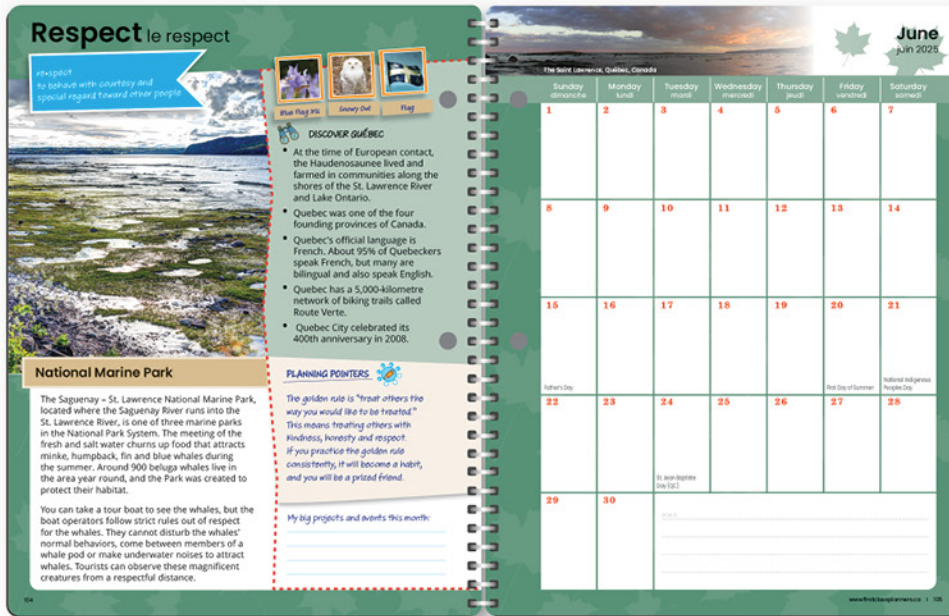 Respect le respect
re•spect
to behave with courtesy and
special regard toward other people
Blue Flag Iris
Snowy Owl
Flag
DISCOVER QUÉBEC
• At the time of European contact,
the Haudenosaunee lived and
farmed in communities along the
shores of the St. Lawrence River
and Lake Ontario.
• Quebec was one of the four
founding provinces of Canada.
• Quebec's official language is
French. About 95% of Quebeckers
speak French, but many are
bilingual and also speak English.
• Quebec has a 5,000-kilometre
network of biking trails called
Route Verte.
• Quebec City celebrated its
400th anniversary in 2008.
National Marine Park
The Saguenay – St. Lawrence National Marine Park,
located where the Saguenay River runs into the
St. Lawrence River, is one of three marine parks
in the National Park System. The meeting of the
fresh and salt water churns up food that attracts
minke, humpback, fin and blue whales during
the summer. Around 900 beluga whales live in
the area year round, and the Park was created to
protect their habitat.
You can take a tour boat to see the whales, but the
boat operators follow strict rules out of respect
for the whales. They cannot disturb the whales'
normal behaviors, come between members of a
whale pod or make underwater noises to attract
whales. Tourists can observe these magnificent
creatures from a respectful distance.
PLANNING POINTERS
The golden rule is "treat others the
way you would like to be treated."
This means treating others with
kindness, honesty and respect.
If you practice the golden rule
consistently, it will become a habit,
and you will be a prized friend.
My big projects and events this month:
104
The Saint Lawrence, Québec, Canada
June
juin 2025
Sunday Monday Tuesday Wednesday Thursday Friday Saturday
dimanche lundi mardi mercredi jeudi vendredi samedi
1 2 3 4 5 6 7
8 9 10 11 12 13 14
15 16 17 18 19 20 21
Father's Day
First Day of Summer
National Indigenous
Peoples Day
22 23 24 25 26 27 28
St. Jean Baptiste
Day (QC)
29 30
www.firstclassplanners.ca | 105